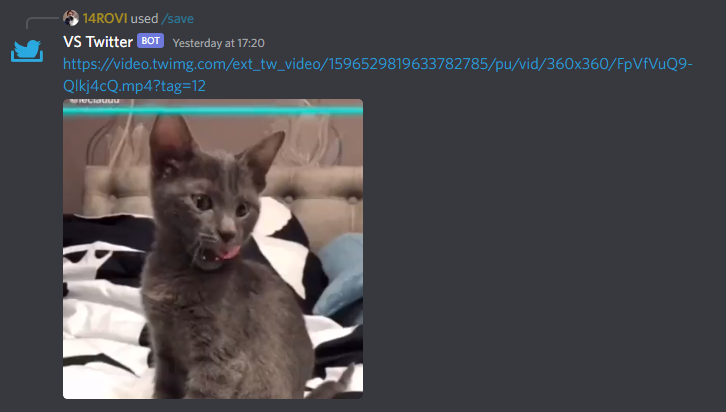 14ROVI used /save
VS Twitter BOT Yesterday at 17:20
https://video.twimg.com/ext_tw_video/1596529819633782785/pu/vid/360x360/FpVfVuQ9-
Qlkj4cQ.mp4?tag=12